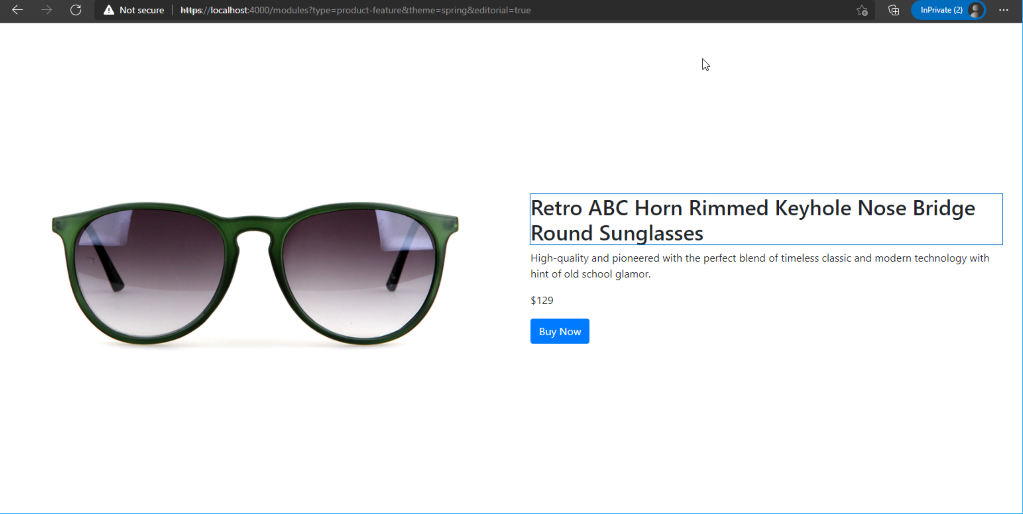 Not secure
https://localhost:4000/modules?type=product-feature&theme=spring&editorial=true
InPrivate (2)
Retro ABC Horn Rimmed Keyhole Nose Bridge
Round Sunglasses
High-quality and pioneered with the perfect blend of timeless classic and modern technology with
hint of old school glamor.
$129
Buy Now